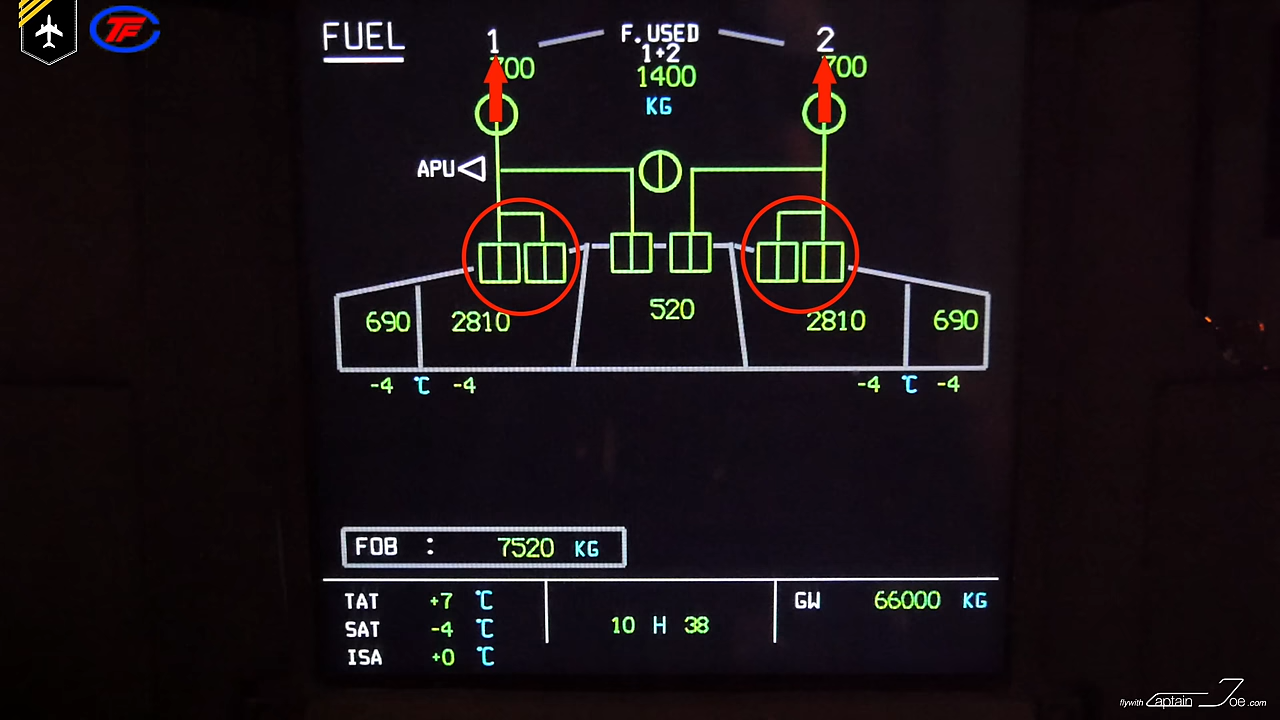 TF
FUEL
1
F.USED
1+2
2
700
1400
700
KG
APU
520
690
2810
2810
690
-4 °C -4
-4 °C -4
FOB : 7520 KG
TAT +7 °C
SAT -4 °C
ISA +0 °C
10 H 38
GW 66000 KG
flywith Captain Joe.com